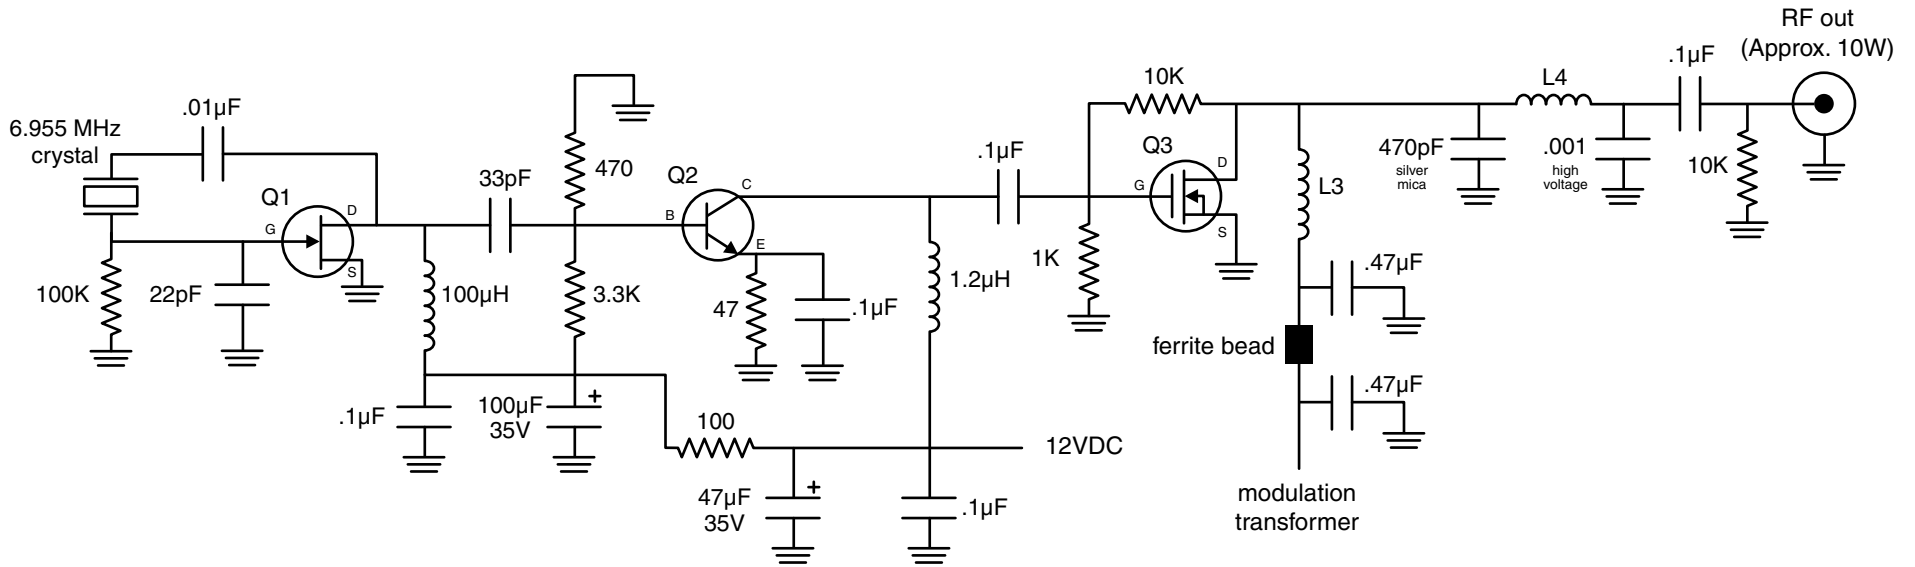 RF out
(Approx. 10W)
.1µF
L4
10K
.01µF
6.955 MHz
crystal
470
Q3
.1µF
470pF
silver
mica
.001
high
voltage
10K
33pF
Q2
C
D
G
S
L3
Q1
D
G
S
B
E
1K
.47µF
100K
22pF
100µH
3.3K
47
.1µF
1.2µH
ferrite bead
.47µF
.1µF
100µF
35V
+
100
12VDC
47µF
35V
+
.1µF
modulation
transformer